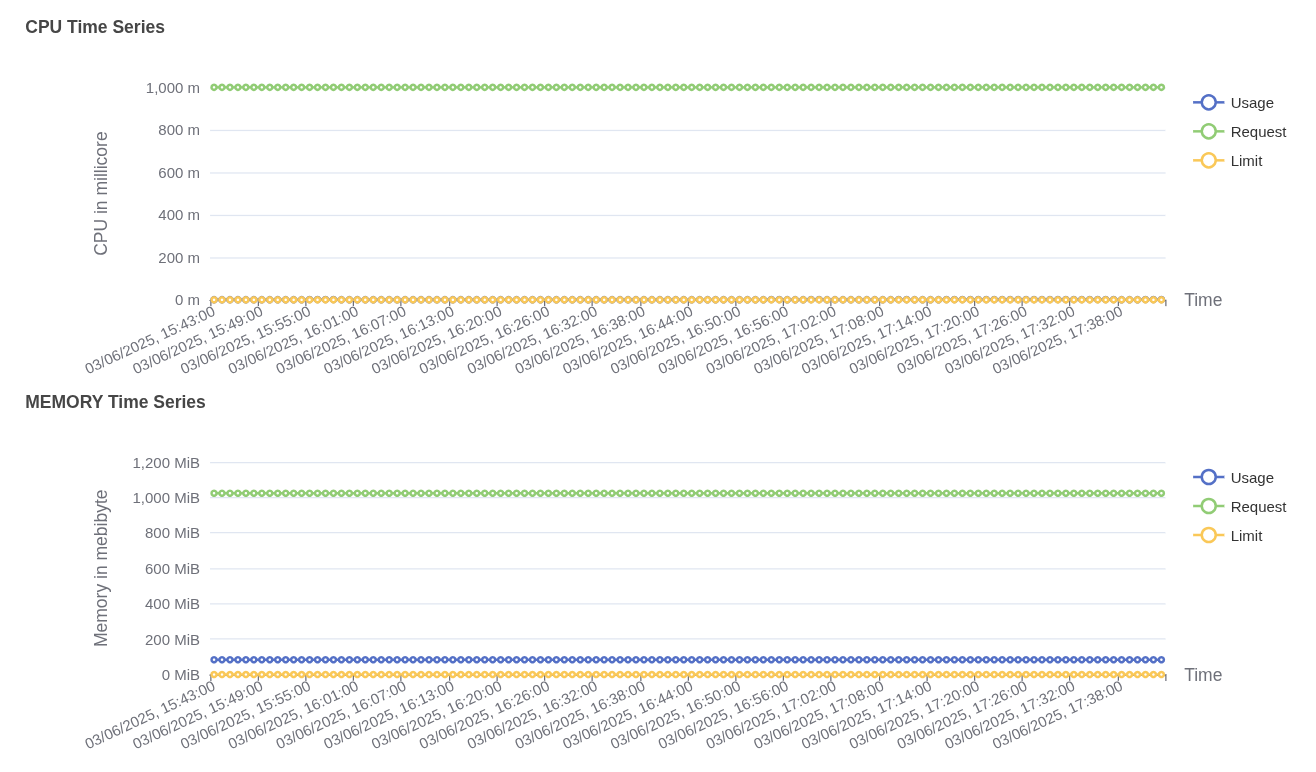 CPU Time Series
1,000 m
800 m
600 m
400 m
200 m
0 m
CPU in millicore
Usage
Request
Limit
Time
03/06/2025, 15:43:00
03/06/2025, 15:49:00
03/06/2025, 15:55:00
03/06/2025, 16:01:00
03/06/2025, 16:07:00
03/06/2025, 16:13:00
03/06/2025, 16:20:00
03/06/2025, 16:26:00
03/06/2025, 16:32:00
03/06/2025, 16:38:00
03/06/2025, 16:44:00
03/06/2025, 16:50:00
03/06/2025, 16:56:00
03/06/2025, 17:02:00
03/06/2025, 17:08:00
03/06/2025, 17:14:00
03/06/2025, 17:20:00
03/06/2025, 17:26:00
03/06/2025, 17:32:00
03/06/2025, 17:38:00
MEMORY Time Series
1,200 MiB
1,000 MiB
800 MiB
600 MiB
400 MiB
200 MiB
0 MiB
Memory in mebibyte
Usage
Request
Limit
Time
03/06/2025, 15:43:00
03/06/2025, 15:49:00
03/06/2025, 15:55:00
03/06/2025, 16:01:00
03/06/2025, 16:07:00
03/06/2025, 16:13:00
03/06/2025, 16:20:00
03/06/2025, 16:26:00
03/06/2025, 16:32:00
03/06/2025, 16:38:00
03/06/2025, 16:44:00
03/06/2025, 16:50:00
03/06/2025, 16:56:00
03/06/2025, 17:02:00
03/06/2025, 17:08:00
03/06/2025, 17:14:00
03/06/2025, 17:20:00
03/06/2025, 17:26:00
03/06/2025, 17:32:00
03/06/2025, 17:38:00